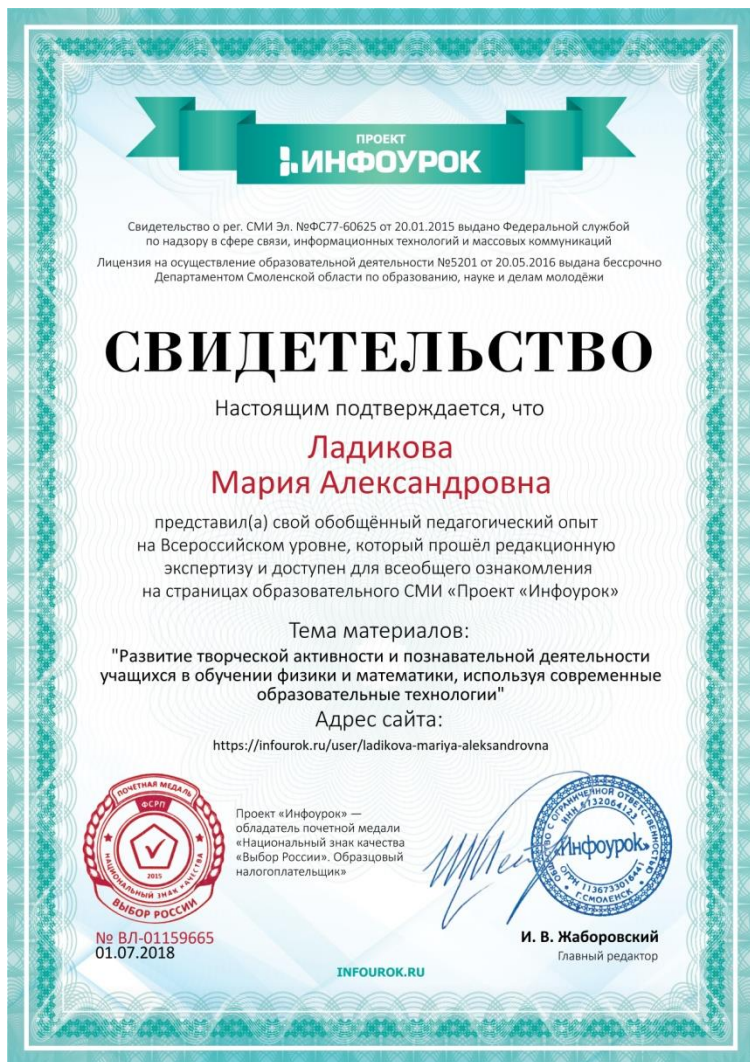 ПРОЕКТ
ИНФОУРОК
Свидетельство о рег. СМИ Эл. №ФС77-60625 от 20.01.2015 выдано Федеральной службой
по надзору в сфере связи, информационных технологий и массовых коммуникаций
Лицензия на осуществление образовательной деятельности №5201 от 20.05.2016 выдана бессрочно
Департаментом Смоленской области по образованию, науке и делам молодёжи
СВИДЕТЕЛЬСТВО
Настоящим подтверждается, что
Ладикова
Мария Александровна
представил(а) свой обобщённый педагогический опыт
на Всероссийском уровне, который прошёл редакционную
экспертизу и доступен для всеобщего ознакомления
на страницах образовательного СМИ «Проект «Инфоурок»
Тема материалов:
"Развитие творческой активности и познавательной деятельности
учащихся в обучении физики и математики, используя современные
образовательные технологии"
Адрес сайта:
https://infourok.ru/user/ladikova-mariya-aleksandrovna
ПОЧЕТНАЯ МЕДАЛЬ
ФСРП
2015
НАЦИОНАЛЬНЫЙ ЗНАК КАЧЕСТВА
ВЫБОР РОССИИ
Проект «Инфоурок» —
обладатель почетной медали
«Национальный знак качества
«Выбор России». Образцовый
налогоплательщик»
ОБЩЕСТВО С ОГРАНИЧЕННОЙ ОТВЕТСТВЕННОСТЬЮ
Инфоурок
Г.СМОЛЕНСК
№ ВЛ-01159665
01.07.2018
И. В. Жаборовский
Главный редактор
INFOUROK.RU